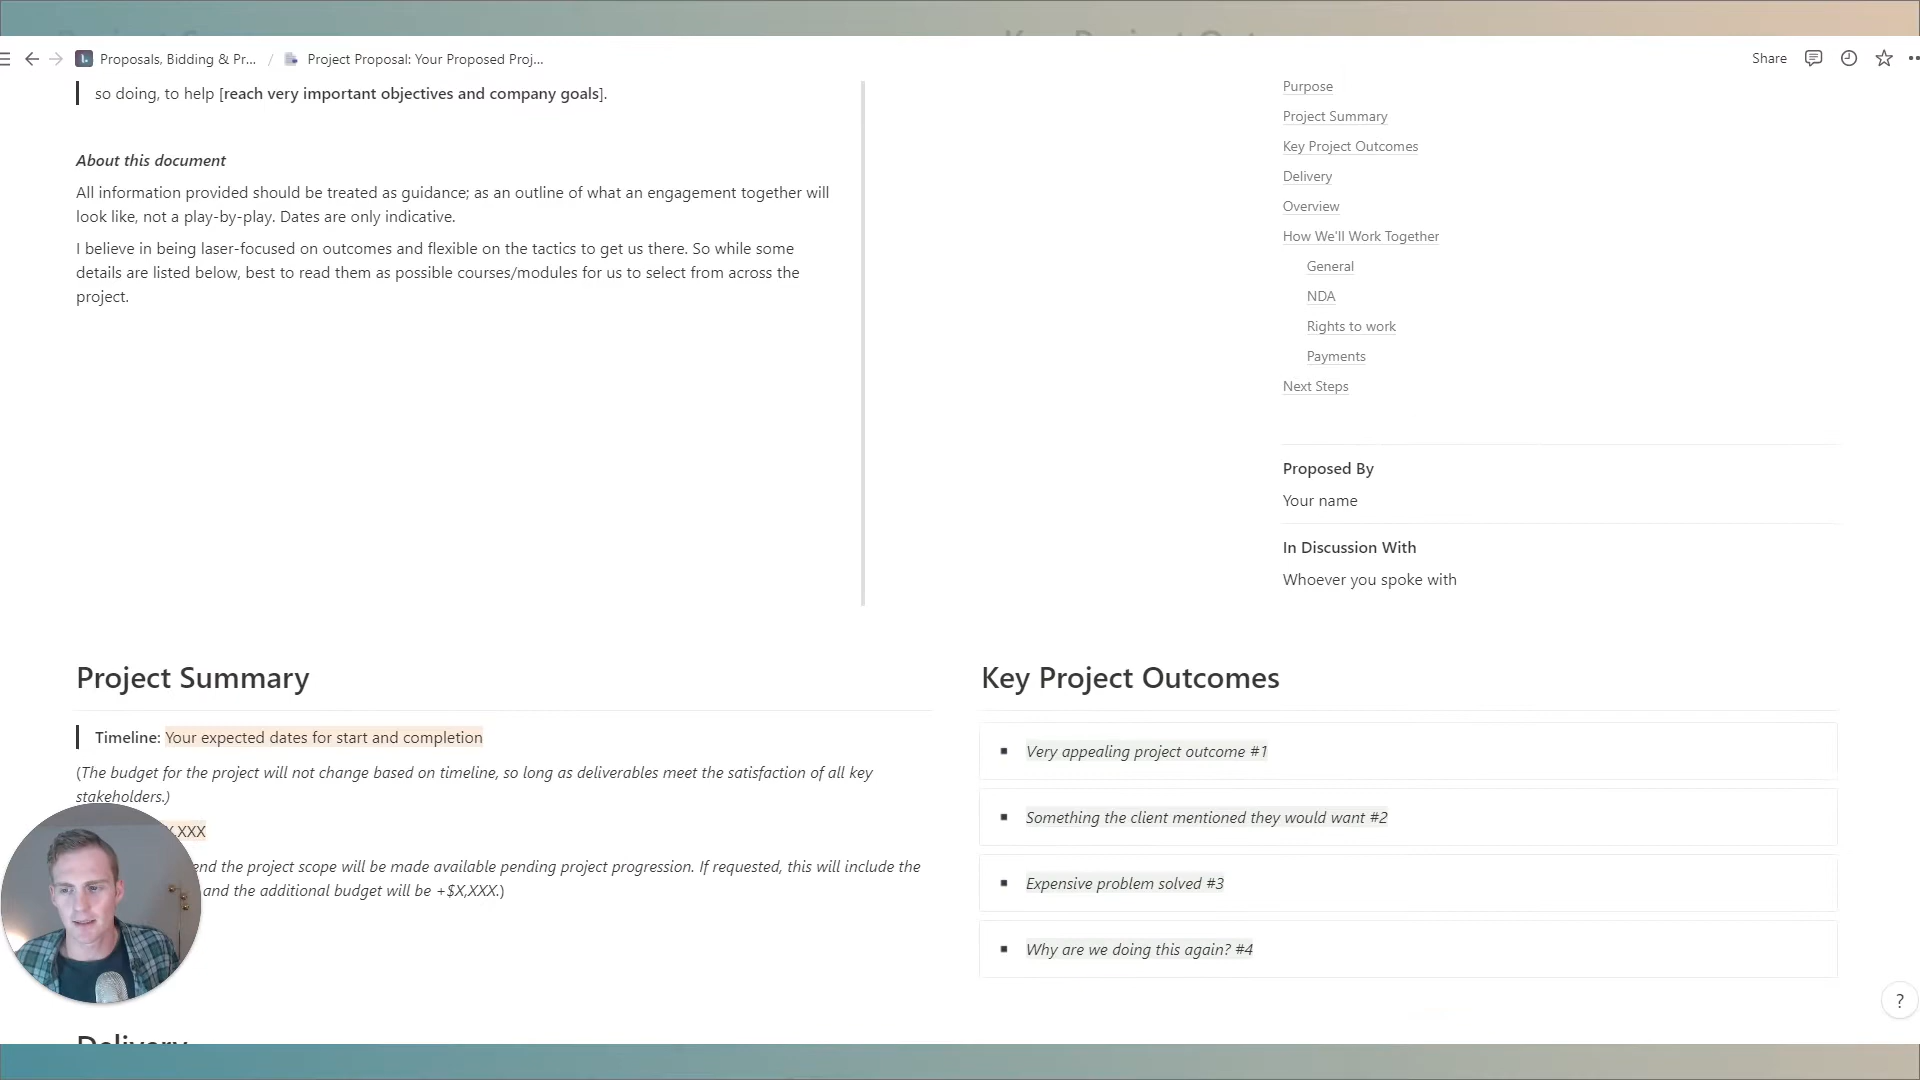 Proposals, Bidding & Pr... / Project Proposal: Your Proposed Proj...
Share
so doing, to help [reach very important objectives and company goals].
About this document
All information provided should be treated as guidance; as an outline of what an engagement together will
look like, not a play-by-play. Dates are only indicative.
I believe in being laser-focused on outcomes and flexible on the tactics to get us there. So while some
details are listed below, best to read them as possible courses/modules for us to select from across the
project.
Purpose
Project Summary
Key Project Outcomes
Delivery
Overview
How We'll Work Together
General
NDA
Rights to work
Payments
Next Steps
Proposed By
Your name
In Discussion With
Whoever you spoke with
Project Summary
Timeline: Your expected dates for start and completion
(The budget for the project will not change based on timeline, so long as deliverables meet the satisfaction of all key
stakeholders.)
X,XXX
end the project scope will be made available pending project progression. If requested, this will include the
and the additional budget will be +$X,XXX.)
Key Project Outcomes
Very appealing project outcome #1
Something the client mentioned they would want #2
Expensive problem solved #3
Why are we doing this again? #4
Delivery
?